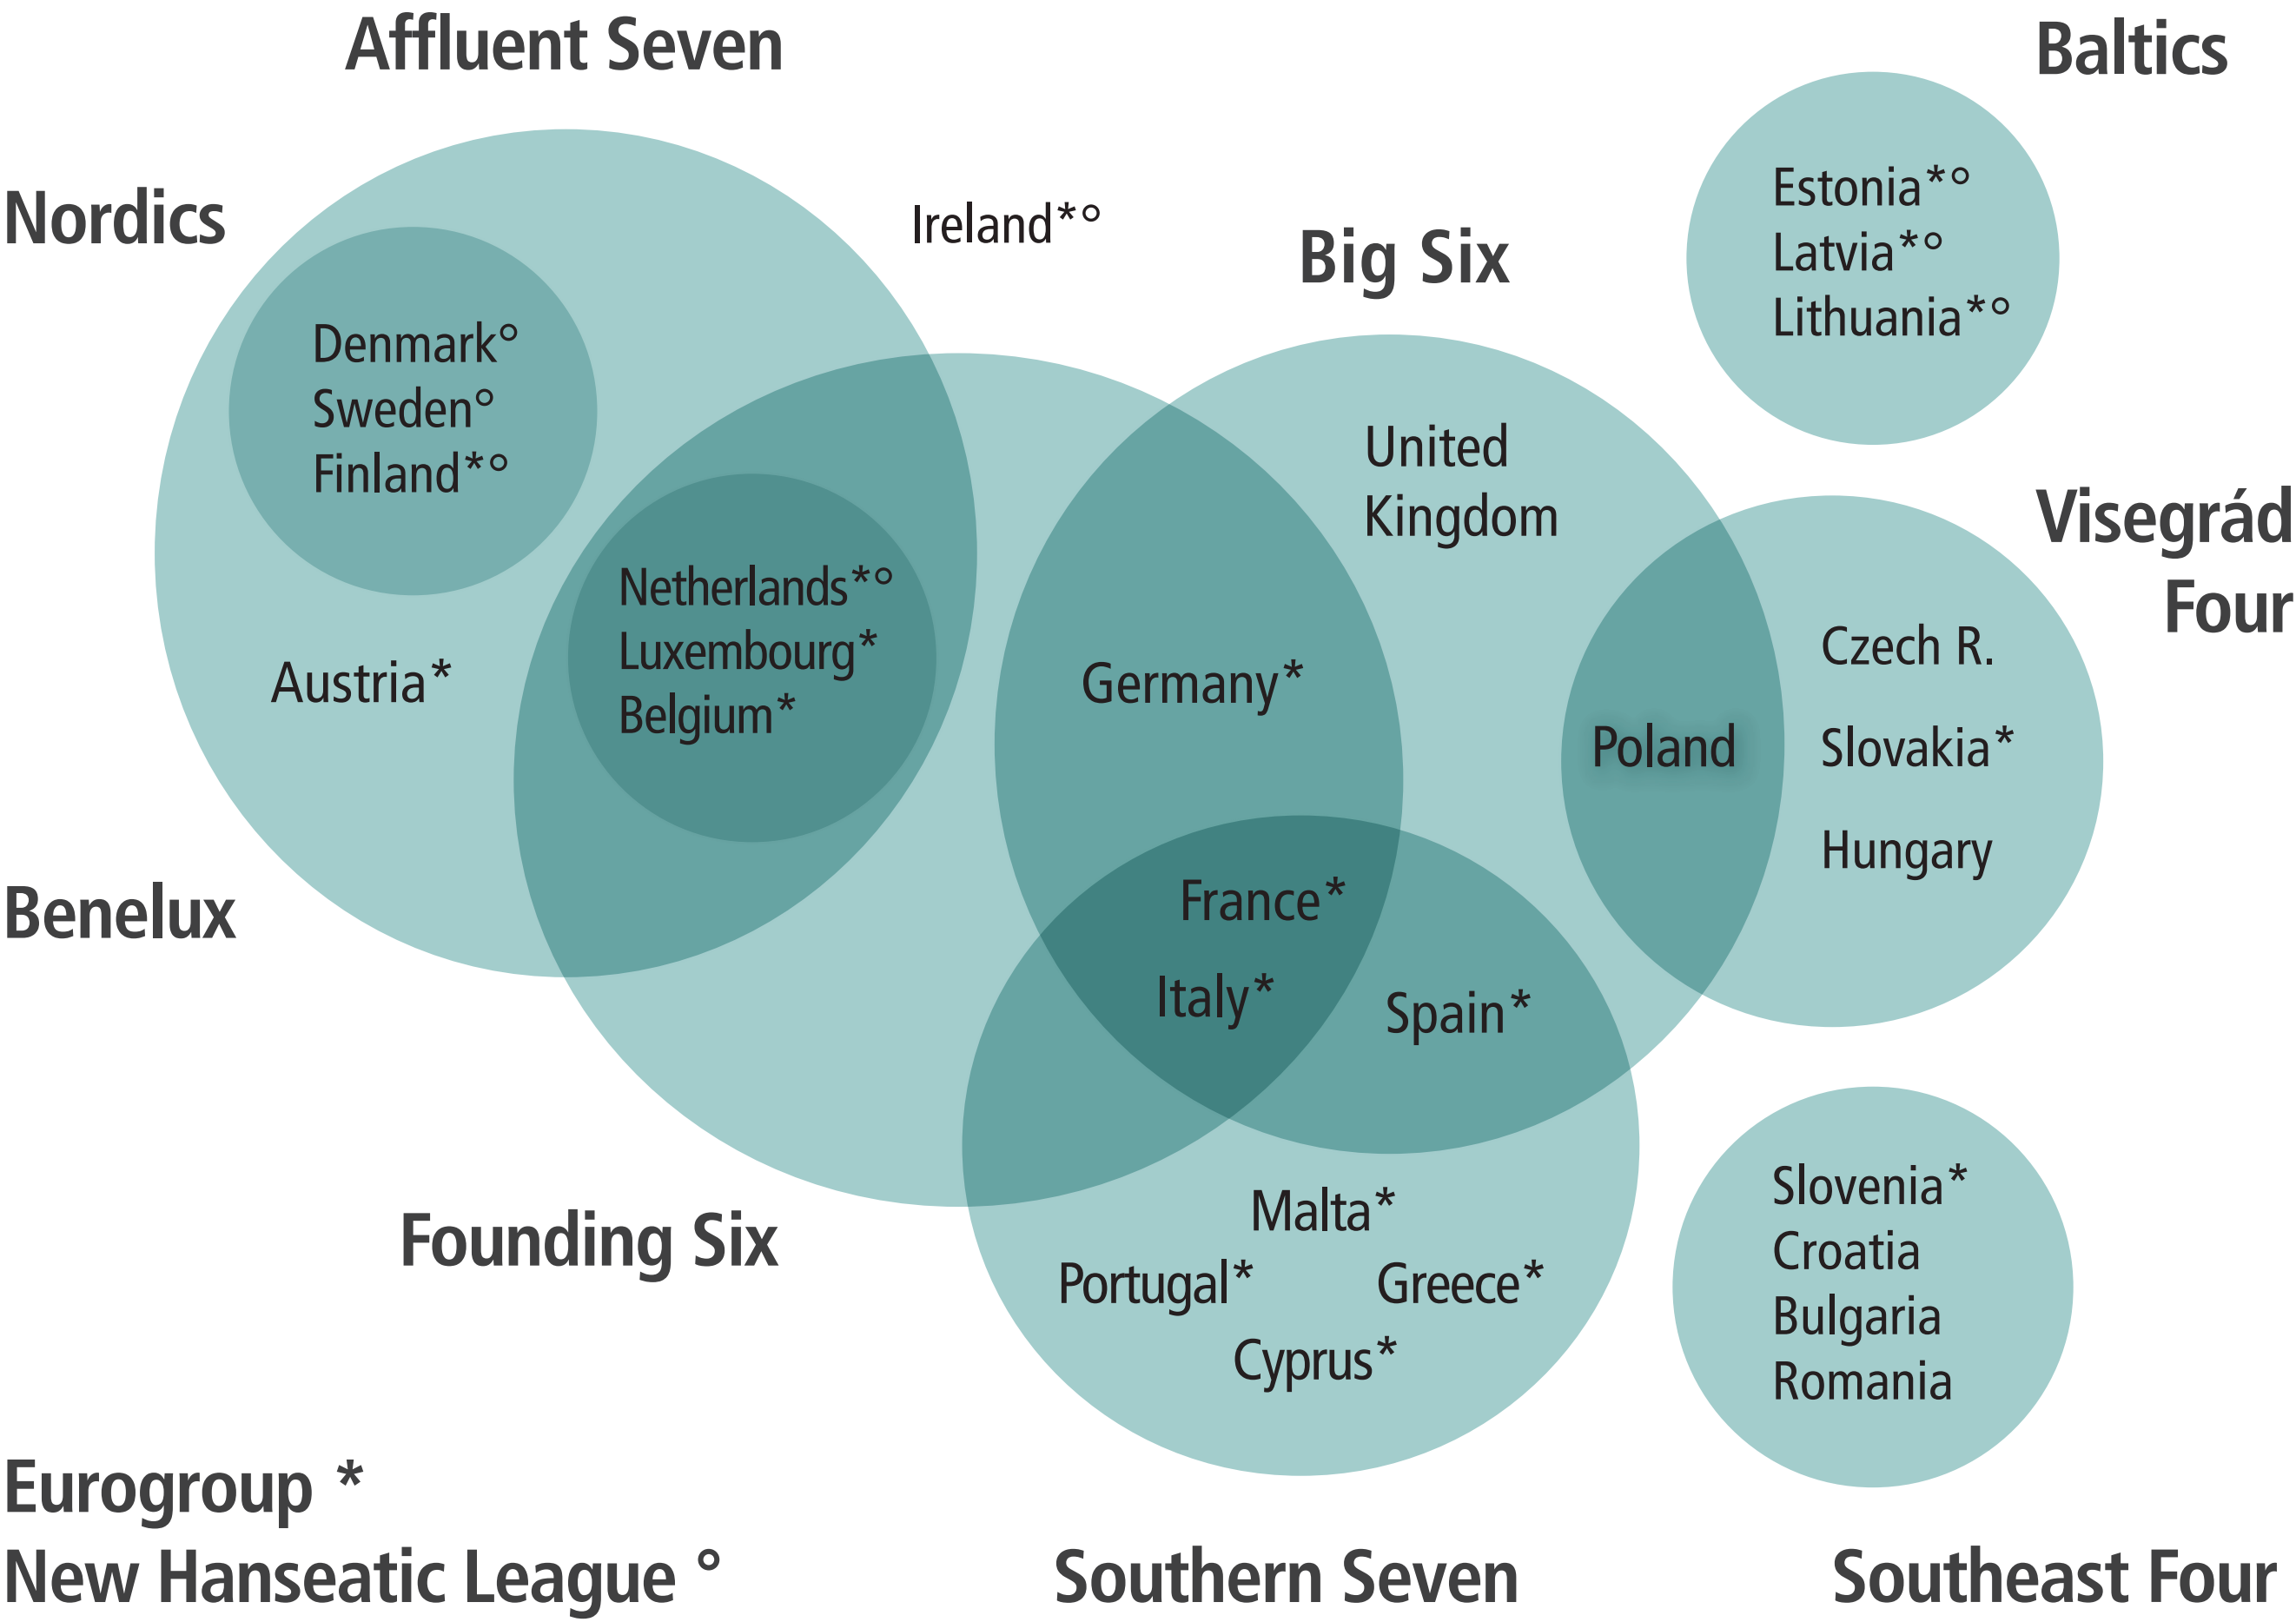 Affluent Seven
Baltics
Nordics
Ireland*°
Big Six
Estonia*°
Latvia*°
Lithuania*°
Denmark°
Sweden°
Finland*°
United
Kingdom
Visegrád
Four
Netherlands*°
Luxembourg*
Belgium*
Austria*
Germany*
Poland
Czech R.
Slovakia*
Hungary
Benelux
France*
Italy*
Spain*
Founding Six
Malta*
Portugal*
Greece*
Cyprus*
Slovenia*
Croatia
Bulgaria
Romania
Eurogroup *
New Hanseatic League °
Southern Seven
Southeast Four